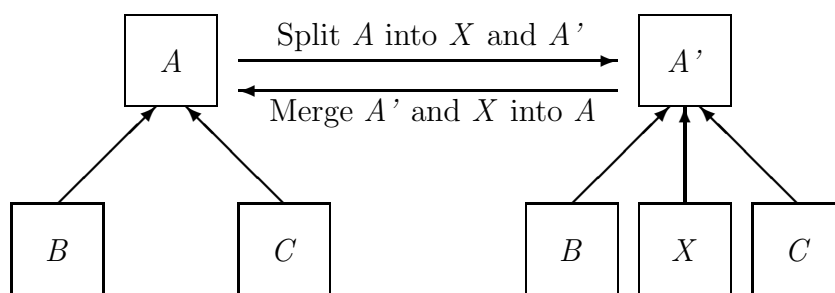 A
Split A into X and A’
A’
Merge A’ and X into A
B
C
B
X
C